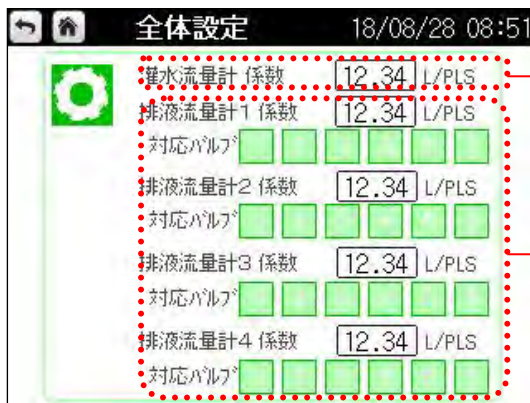 全体設定 18/08/28 08:51
灌水流量計 係数 12.34 L/PLS
排液流量計1 係数 12.34 L/PLS
対応バルブ
排液流量計2 係数 12.34 L/PLS
対応バルブ
排液流量計3 係数 12.34 L/PLS
対応バルブ
排液流量計4 係数 12.34 L/PLS
対応バルブ